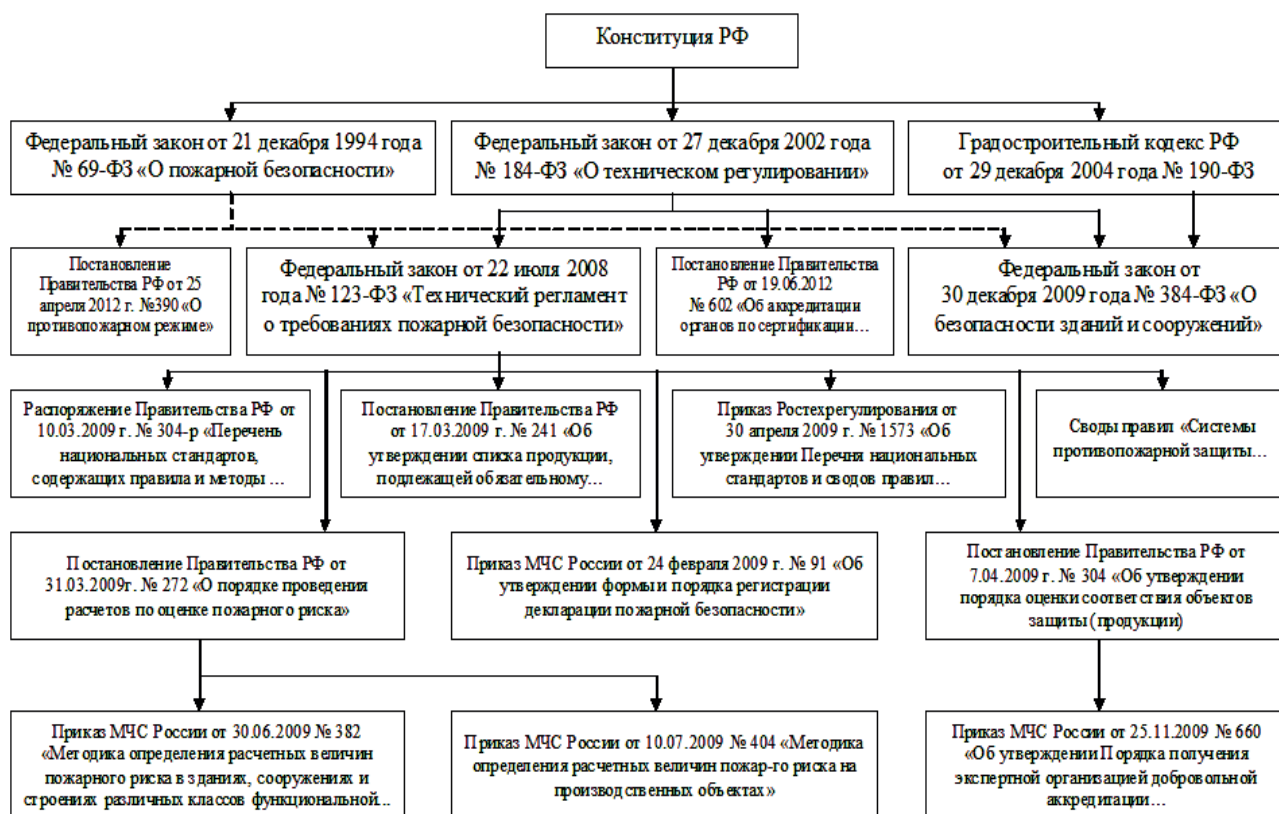 Конституция РФ
Федеральный закон от 21 декабря 1994 года
№ 69-ФЗ «О пожарной безопасности»
Федеральный закон от 27 декабря 2002 года
№ 184-ФЗ «О техническом регулировании»
Градостроительный кодекс РФ
от 29 декабря 2004 года № 190-ФЗ
Постановление
Правительства РФ от 25
апреля 2012 г. №390 «О
противопожарном режиме»
Федеральный закон от 22 июля 2008
года № 123-ФЗ «Технический регламент
о требованиях пожарной безопасности»
Постановление Правительства
РФ от 19.06.2012
№ 602 «Об аккредитации
органов по сертификации…
Федеральный закон от
30 декабря 2009 года № 384-ФЗ «О
безопасности зданий и сооружений»
Распоряжение Правительства РФ от
10.03.2009 г. № 304-р «Перечень
национальных стандартов,
содержащих правила и методы …
Постановление Правительства РФ
от 17.03.2009 г. № 241 «Об
утверждении списка продукции,
подлежащей обязательному…
Приказ Ростехрегулирования от
30 апреля 2009 г. № 1573 «Об
утверждении Перечня национальных
стандартов и сводов правил…
Своды правил «Системы
противопожарной защиты…
Постановление Правительства РФ от
31.03.2009г. № 272 «О порядке проведения
расчетов по оценке пожарного риска»
Приказ МЧС России от 24 февраля 2009 г. № 91 «Об
утверждении формы и порядка регистрации
декларации пожарной безопасности»
Постановление Правительства РФ от
7.04.2009 г. № 304 «Об утверждении
порядка оценки соответствия объектов
защиты (продукции)
Приказ МЧС России от 30.06.2009 № 382
«Методика определения расчетных величин
пожарного риска в зданиях, сооружениях и
строениях различных классов функциональной...
Приказ МЧС России от 10.07.2009 № 404 «Методика
определения расчетных величин пожар-го риска на
производственных объектах»
Приказ МЧС России от 25.11.2009 № 660
«Об утверждении Порядка получения
экспертной организацией добровольной
аккредитации…